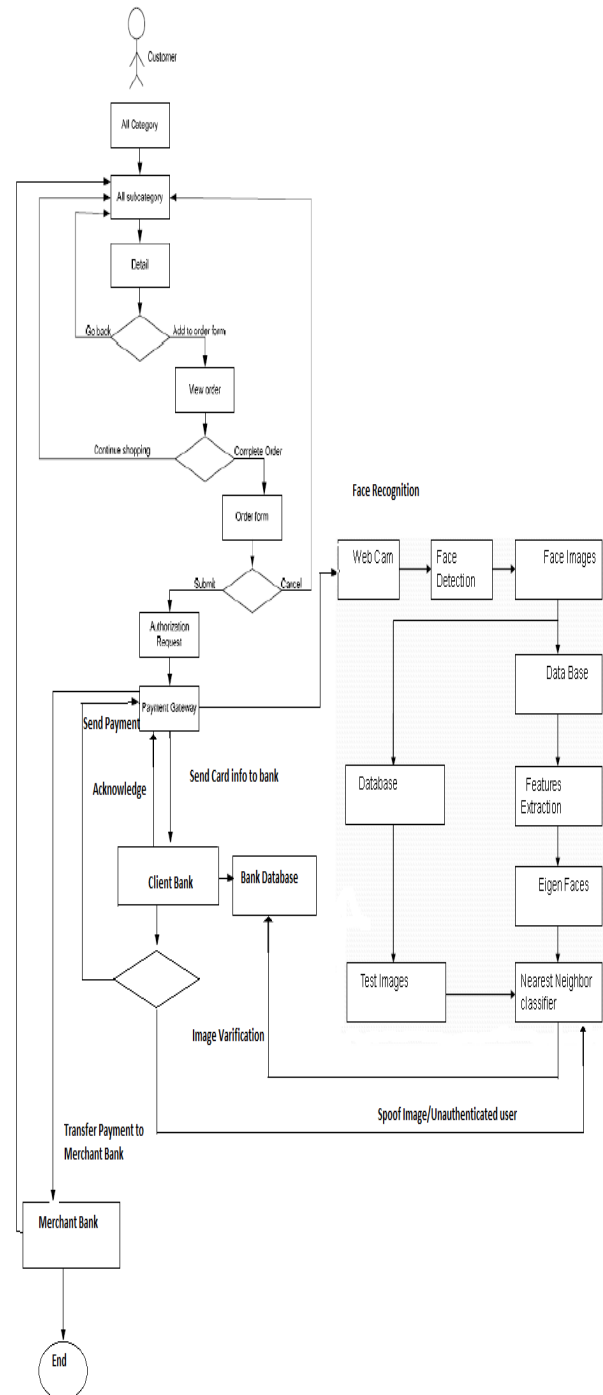 Customer
All Category
All subcategory
Detail
Go back
Add to order form
View order
Continue shopping
Complete Order
Order form
Submit
Cancel
Authorization
Request
Payment Gateway
Send Payment
Acknowledge
Send Card info to bank
Client Bank
Bank Database
Image Varification
Spoof Image/Unauthenticated user
Transfer Payment to
Merchant Bank
Merchant Bank
End
Face Recognition
Web Cam
Face
Detection
Face Images
Data Base
Database
Features
Extraction
Eigen Faces
Test Images
Nearest Neighbor
classifier